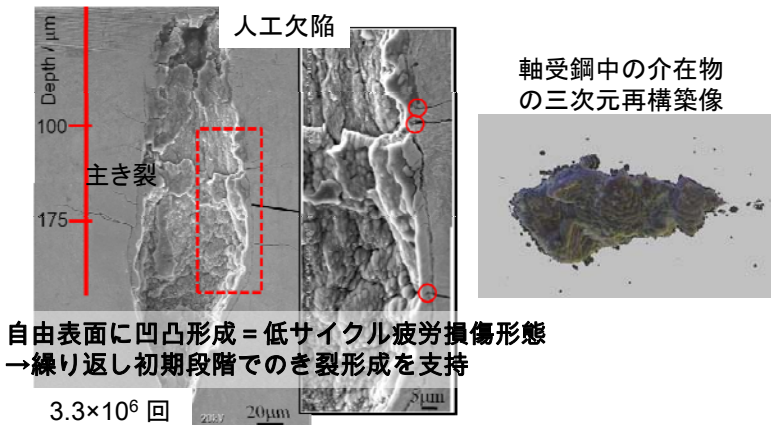 人工欠陥
Depth / μm
100
175
主き裂
軸受鋼中の介在物
の三次元再構築像
自由表面に凹凸形成=低サイクル疲労損傷形態
→繰り返し初期段階でのき裂形成を支持
3.3×10⁶ 回
20μm
5μm